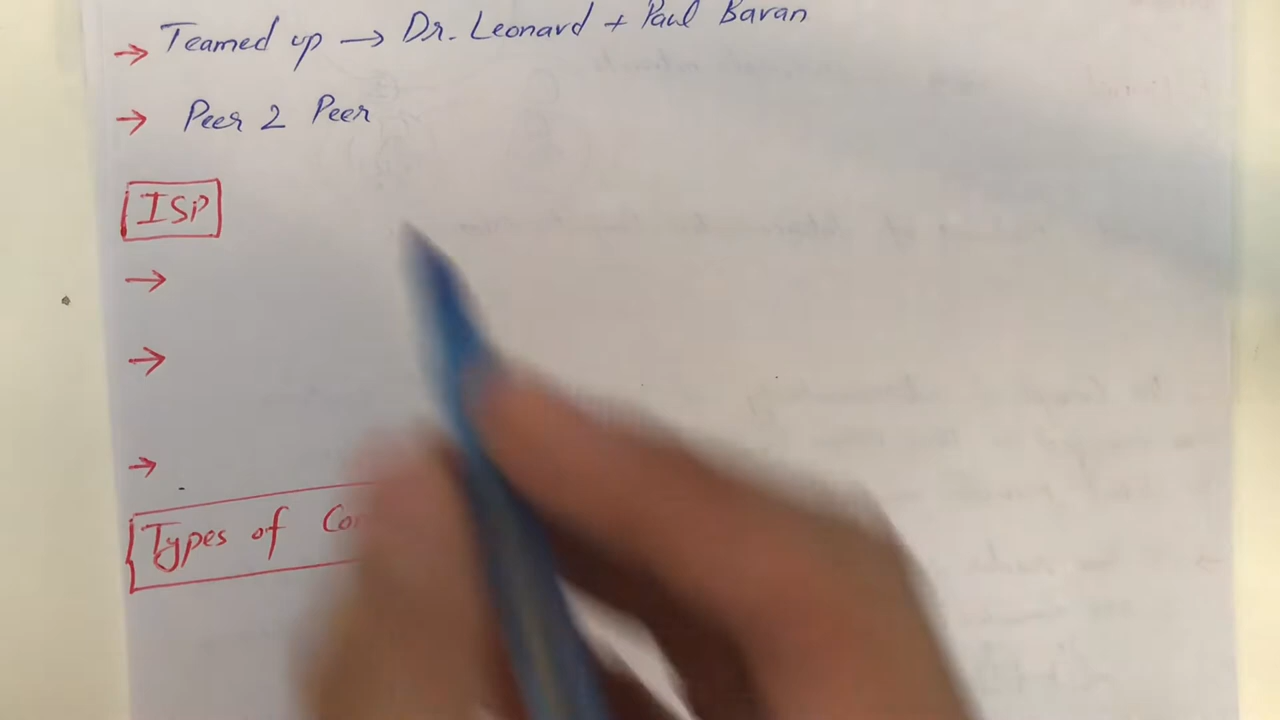 → Teamed up → Dr. Leonard + Paul Baran
→ Peer 2 Peer
ISP
→
→
→
Types of